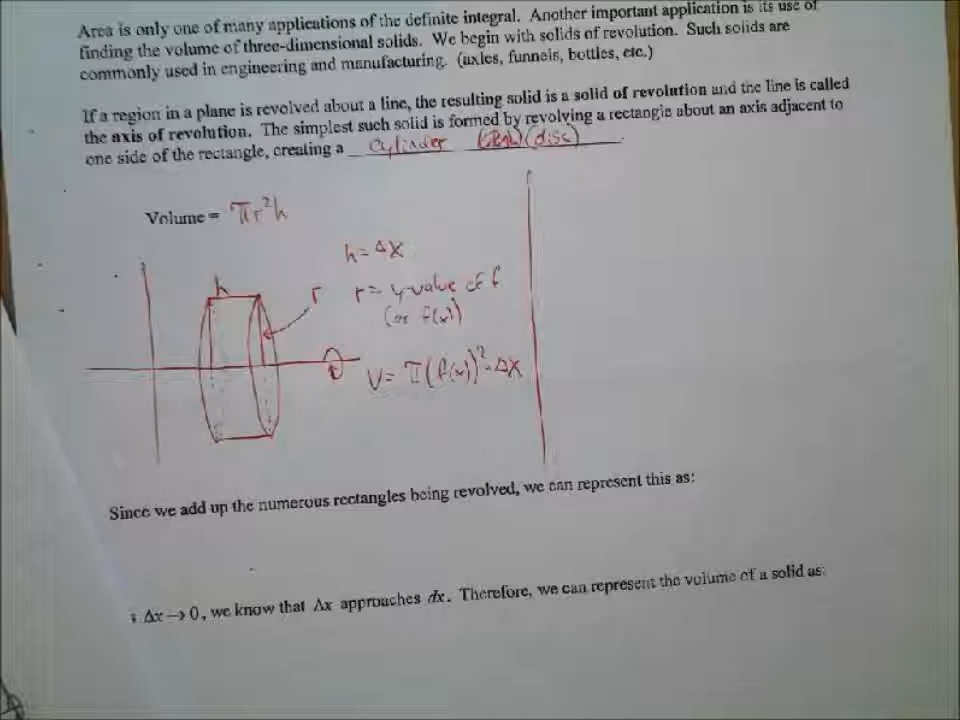 Area is only one of many applications of the definite integral. Another important application is its use of
finding the volume of three-dimensional solids. We begin with solids of revolution. Such solids are
commonly used in engineering and manufacturing. (axles, funnels, bottles, etc.)
If a region in a plane is revolved about a line, the resulting solid is a solid of revolution and the line is called
the axis of revolution. The simplest such solid is formed by revolving a rectangle about an axis adjacent to
one side of the rectangle, creating a cylinder (disc).
Volume = πr²h
h = Δx
h
r
r = y-value of f
(or f(x))
V = π(f(x))²·Δx
Since we add up the numerous rectangles being revolved, we can represent this as:
Δx → 0, we know that Δx approaches dx. Therefore, we can represent the volume of a solid as: